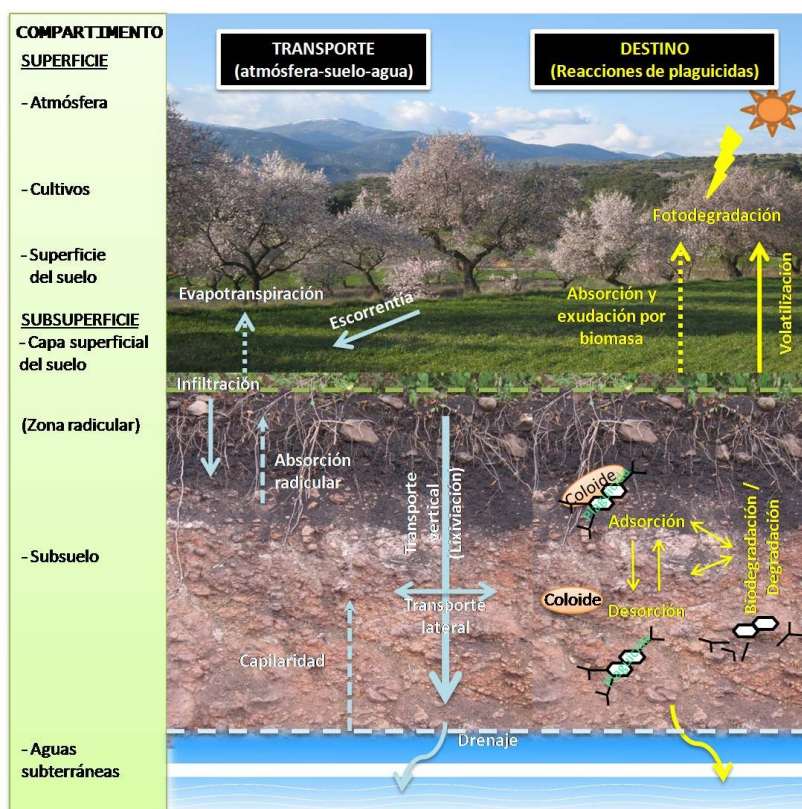 COMPARTIMENTO
SUPERFICIE
- Atmósfera
- Cultivos
- Superficie
del suelo
SUBSUPERFICIE
- Capa superficial
del suelo
(Zona radicular)
- Subsuelo
- Aguas
subterráneas
TRANSPORTE
(atmósfera-suelo-agua)
Evapotranspiración
Escorrentía
Infiltración
Absorción
radicular
Transporte
vertical
(Lixiviación)
Transporte
lateral
Capilaridad
Drenaje
DESTINO
(Reacciones de plaguicidas)
Fotodegradación
Absorción y
exudación por
biomasa
Volatilización
Coloide
Adsorción
Biodegradación /
Degradación
Coloide
Desorción